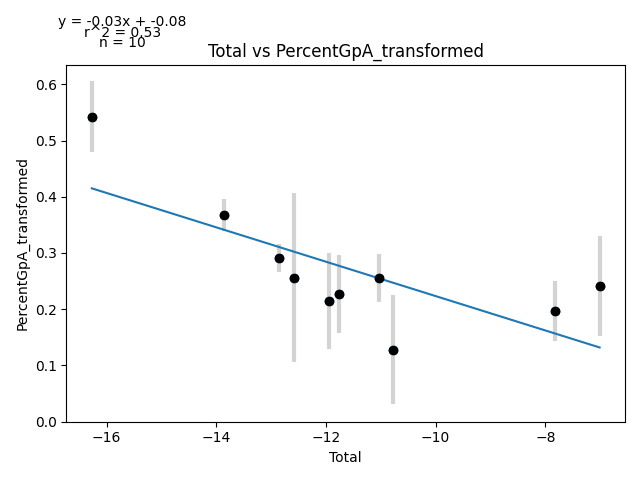 y = -0.03x + -0.08
r^2 = 0.53
n = 10
Total vs PercentGpA_transformed
PercentGpA_transformed
0.6
0.5
0.4
0.3
0.2
0.1
0.0
−16
−14
−12
−10
−8
Total